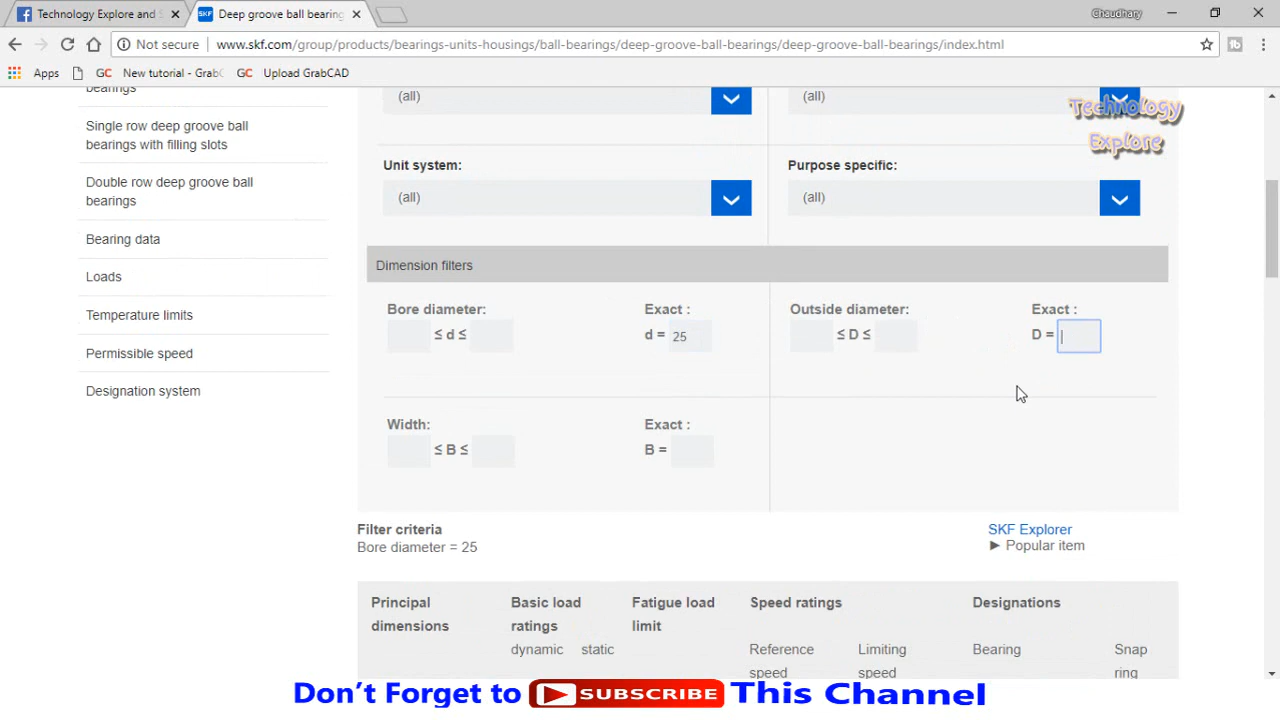 Technology Explore and S
Deep groove ball bearing
Chaudhary
Not secure
www.skf.com/group/products/bearings-units-housings/ball-bearings/deep-groove-ball-bearings/deep-groove-ball-bearings/index.html
Apps
GC New tutorial - GrabC
GC Upload GrabCAD
bearings
Single row deep groove ball
bearings with filling slots
Double row deep groove ball
bearings
Bearing data
Loads
Temperature limits
Permissible speed
Designation system
(all)
(all)
Technology
Explore
Unit system:
Purpose specific:
(all)
(all)
Dimension filters
Bore diameter:
Exact :
Outside diameter:
Exact :
≤ d ≤
d = 25
≤ D ≤
D =
Width:
Exact :
≤ B ≤
B =
Filter criteria
Bore diameter = 25
SKF Explorer
► Popular item
Principal
dimensions
Basic load
ratings
dynamic static
Fatigue load
limit
Speed ratings
Reference
speed
Limiting
speed
Designations
Bearing
Snap
ring
Don't Forget to SUBSCRIBE This Channel